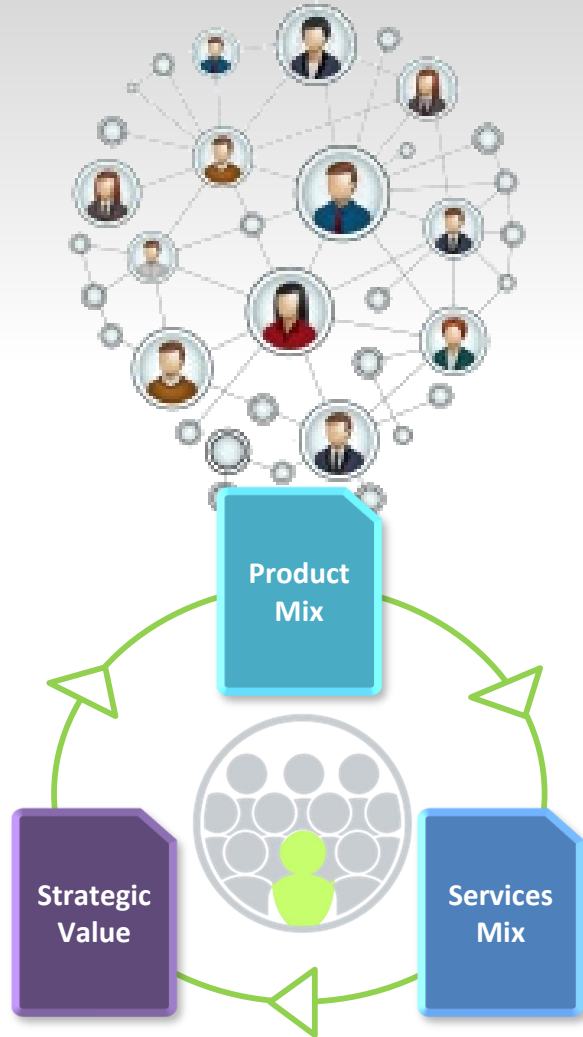 Product
Mix
Strategic
Value
Services
Mix